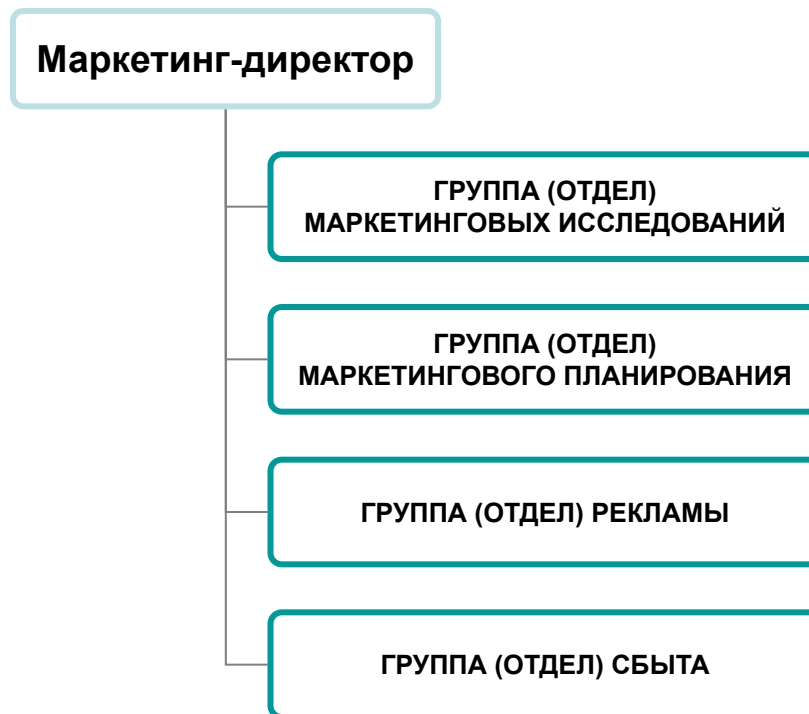 Маркетинг-директор
ГРУППА (ОТДЕЛ)
МАРКЕТИНГОВЫХ ИССЛЕДОВАНИЙ
ГРУППА (ОТДЕЛ)
МАРКЕТИНГОВОГО ПЛАНИРОВАНИЯ
ГРУППА (ОТДЕЛ) РЕКЛАМЫ
ГРУППА (ОТДЕЛ) СБЫТА